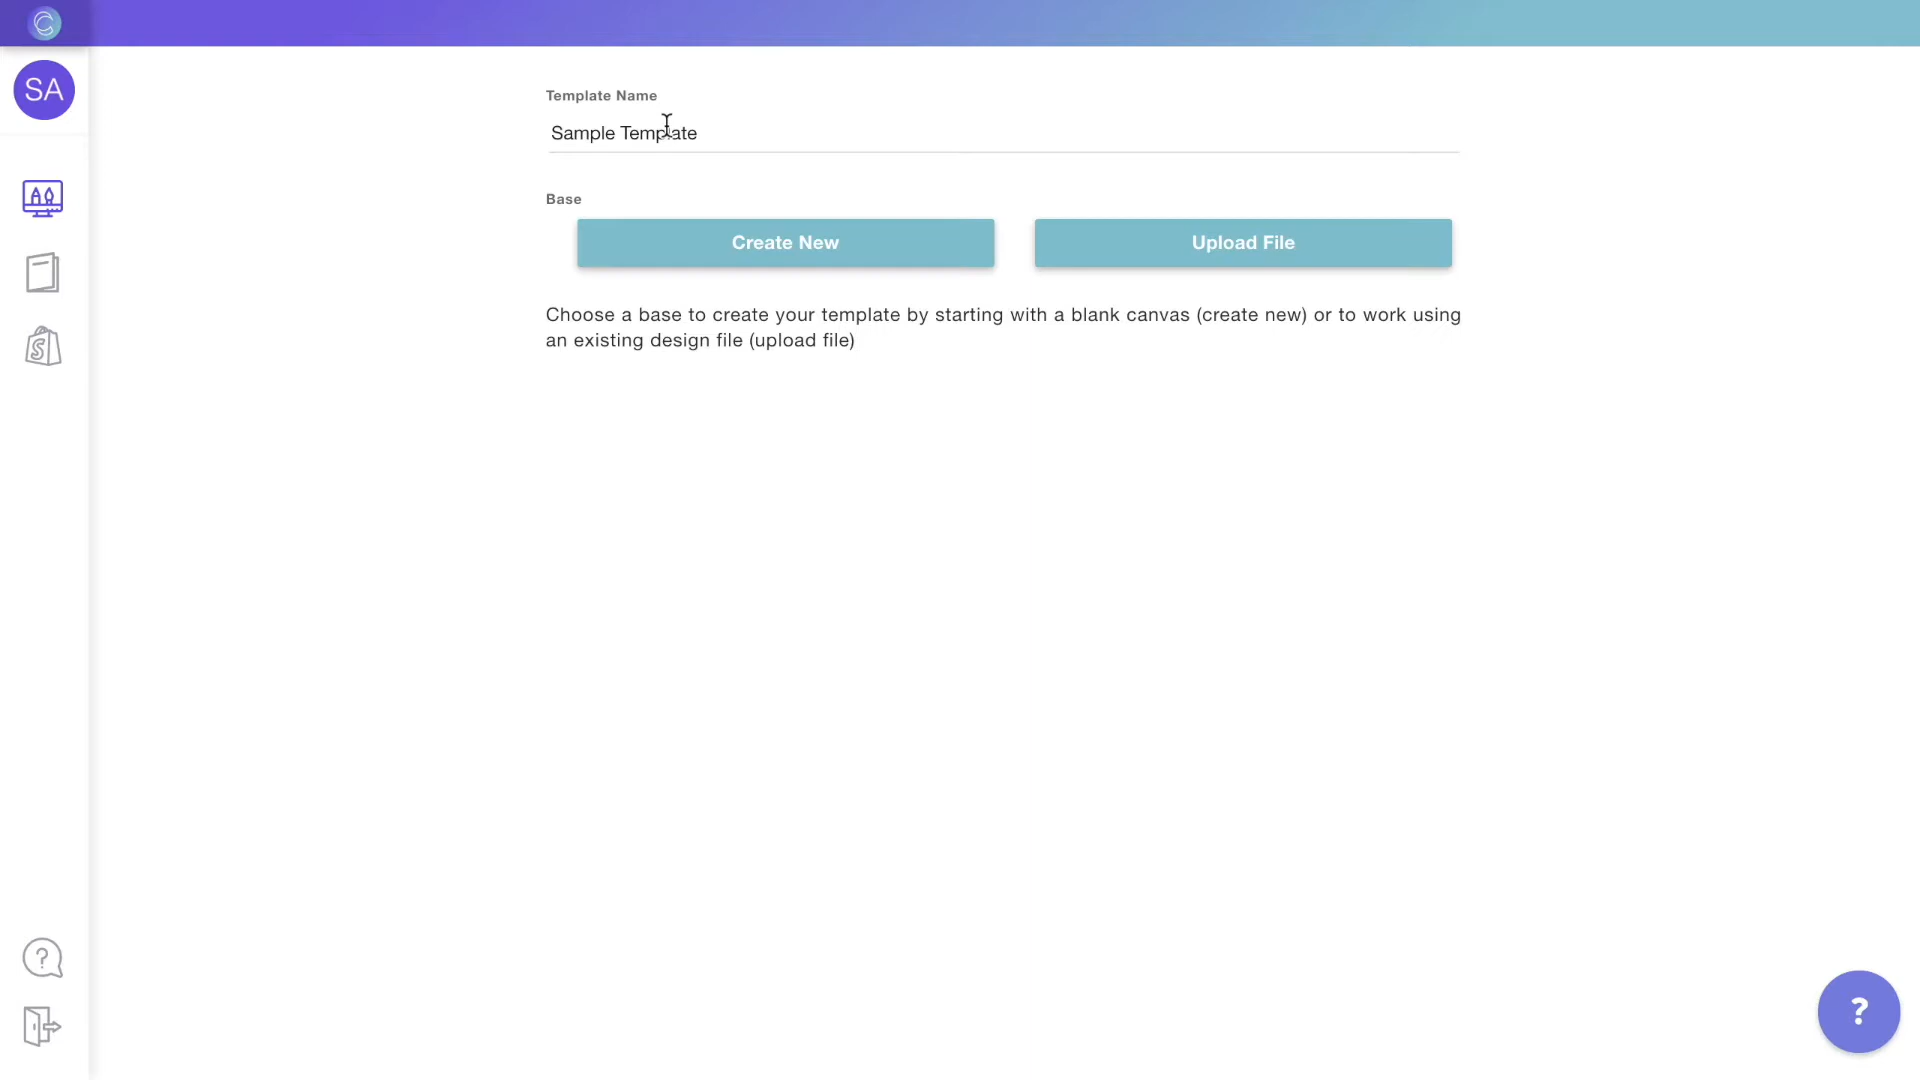 SA
Template Name
Sample Template
Base
Create New
Upload File
Choose a base to create your template by starting with a blank canvas (create new) or to work using
an existing design file (upload file)
?
?